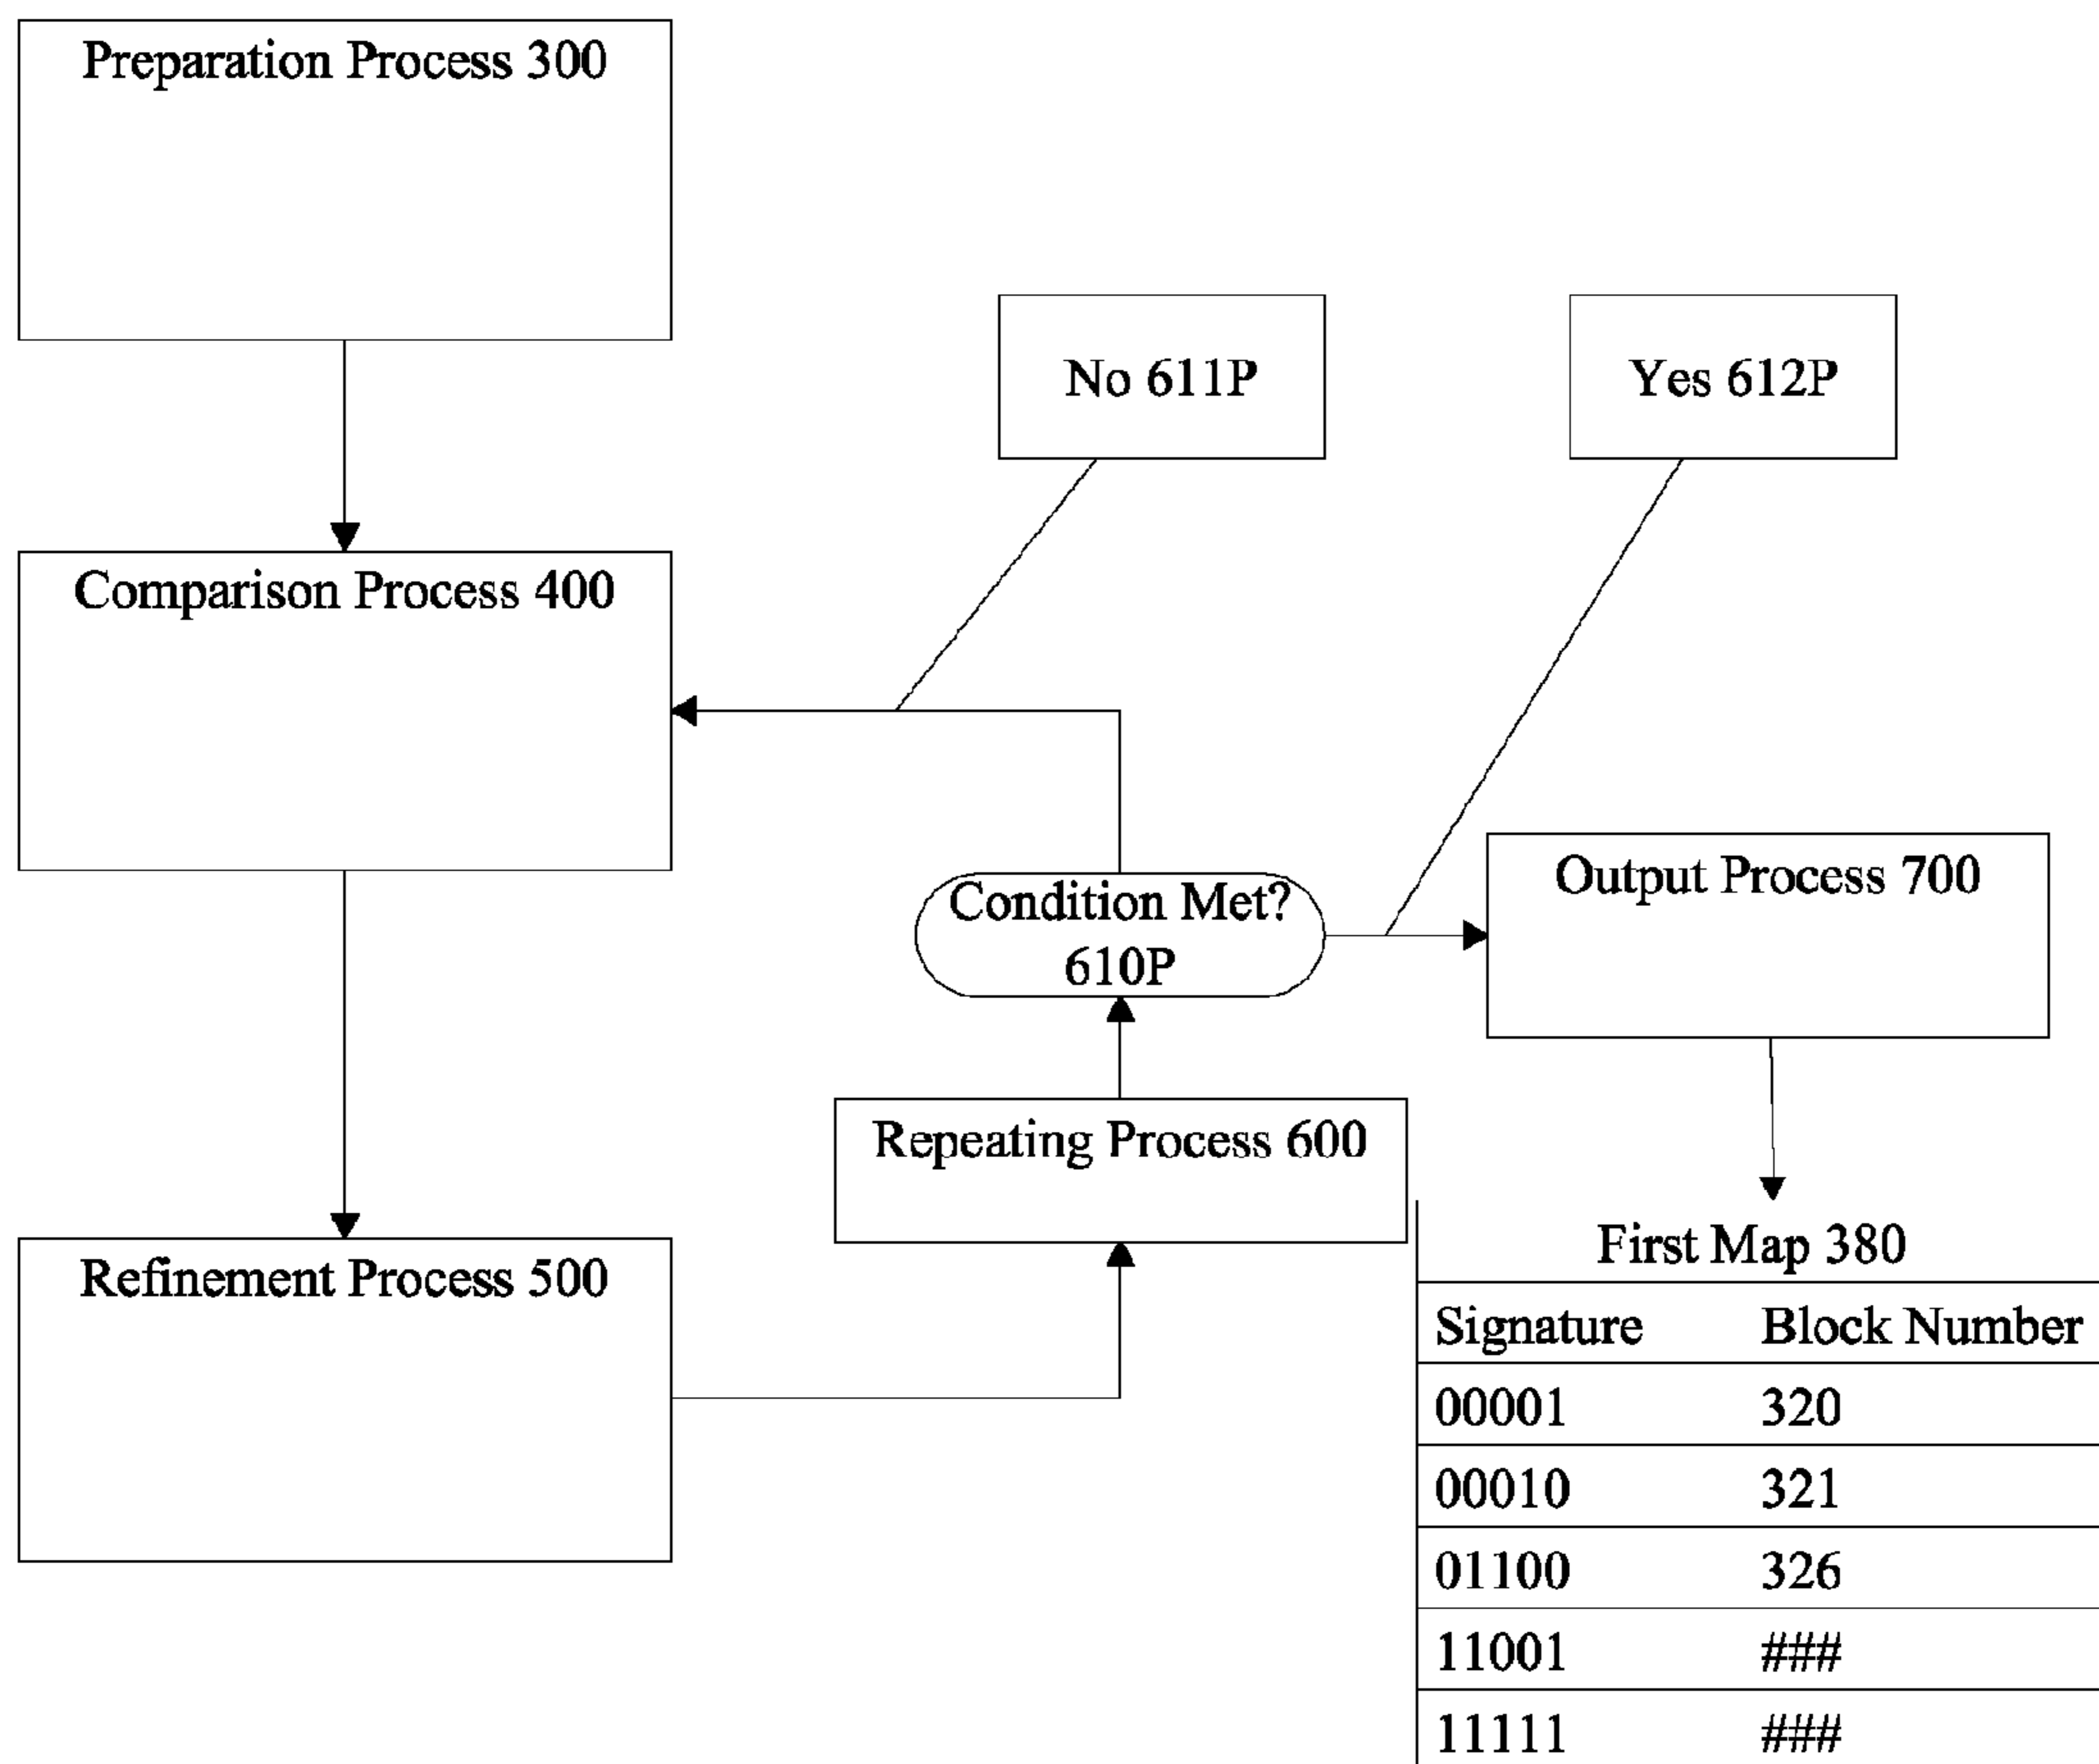 Preparation Process 300
No 611P
Yes 612P
Comparison Process 400
Condition Met?
610P
Output Process 700
Repeating Process 600
Refinement Process 500
First Map 380
Signature Block Number
00001 320
00010 321
01100 326
11001 ###
11111 ###